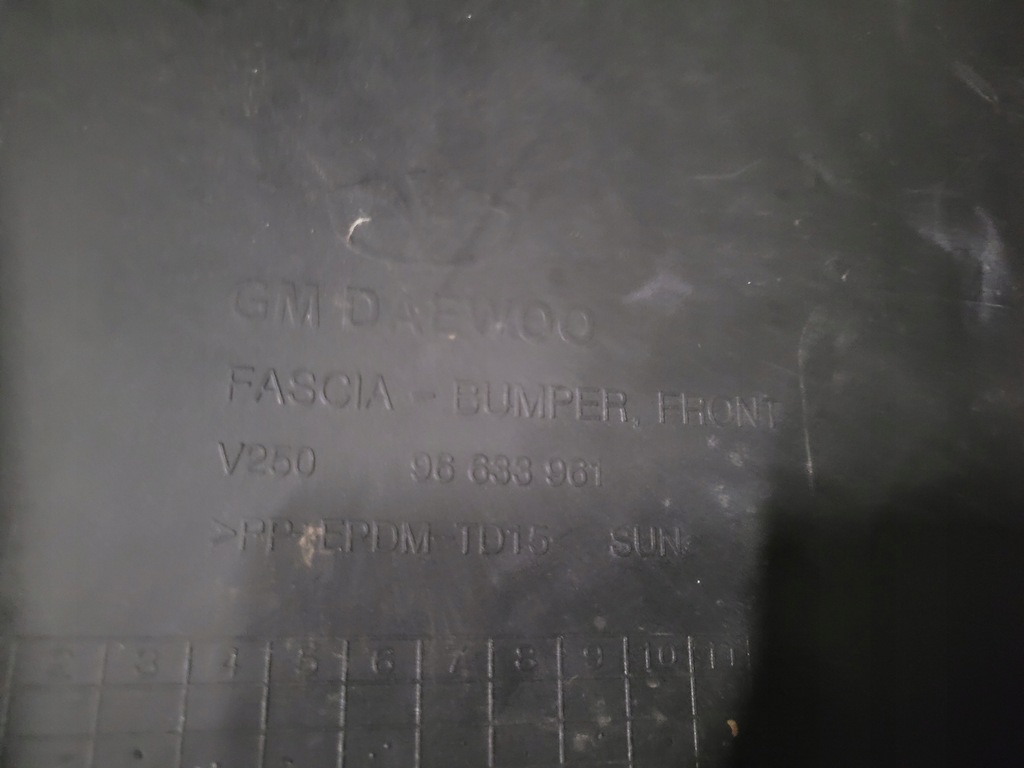 GM DAEWOO
FASCIA - BUMPER, FRONT
V250 96 633 961
>PP+EPDM-TD15< SUN
2 3 4 5 6 7 8 9 10 11